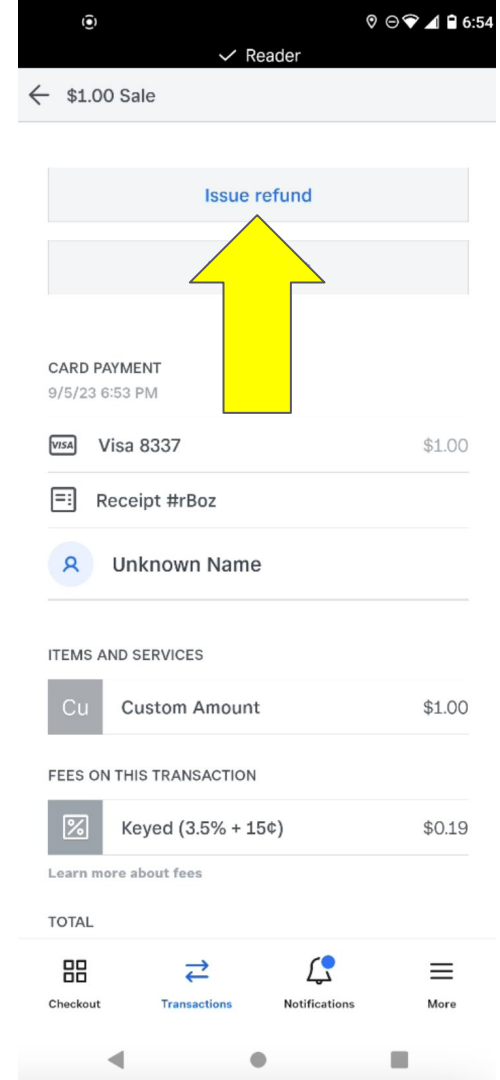 6:54
Reader
$1.00 Sale
Issue refund
CARD PAYMENT
9/5/23 6:53 PM
VISA Visa 8337 $1.00
Receipt #rBoz
Unknown Name
ITEMS AND SERVICES
Cu Custom Amount $1.00
FEES ON THIS TRANSACTION
Keyed (3.5% + 15¢) $0.19
Learn more about fees
TOTAL
Checkout Transactions Notifications More